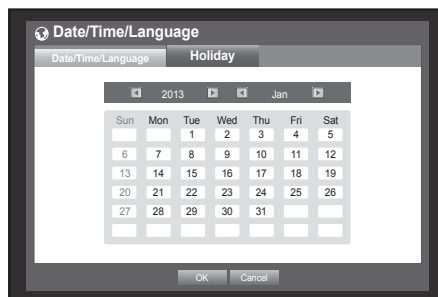 Date/Time/Language
Date/Time/Language Holiday
2013 Jan
Sun Mon Tue Wed Thu Fri Sat
1 2 3 4 5
6 7 8 9 10 11 12
13 14 15 16 17 18 19
20 21 22 23 24 25 26
27 28 29 30 31
OK Cancel